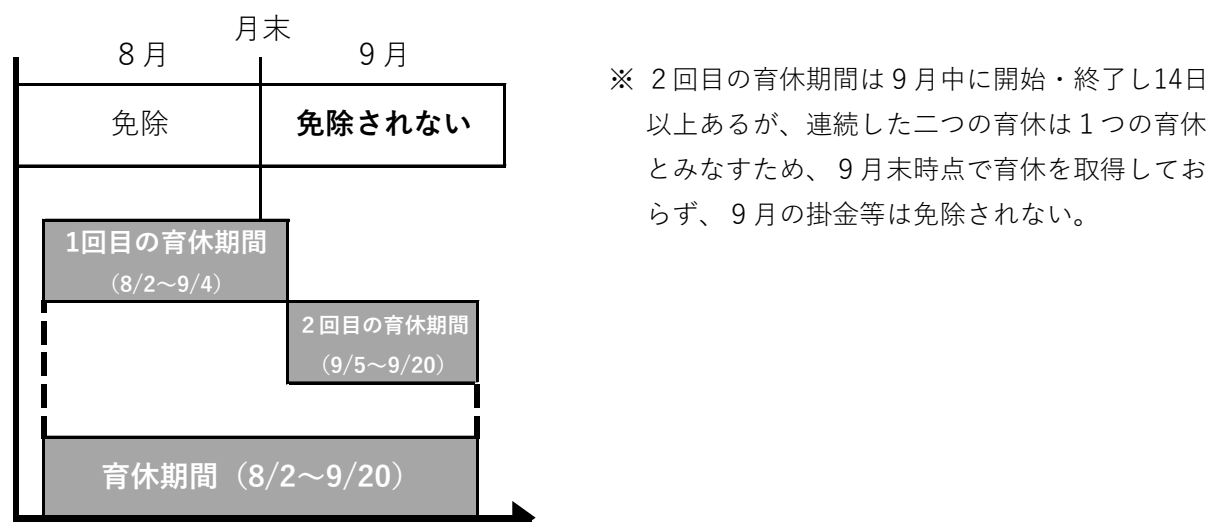 月末
８月
９月
免除
免除されない
1回目の育休期間
（8/2～9/4）
２回目の育休期間
（9/5～9/20）
育休期間（8/2～9/20）
※ ２回目の育休期間は９月中に開始・終了し14日
以上あるが、連続した二つの育休は１つの育休
とみなすため、９月末時点で育休を取得してお
らず、９月の掛金等は免除されない。